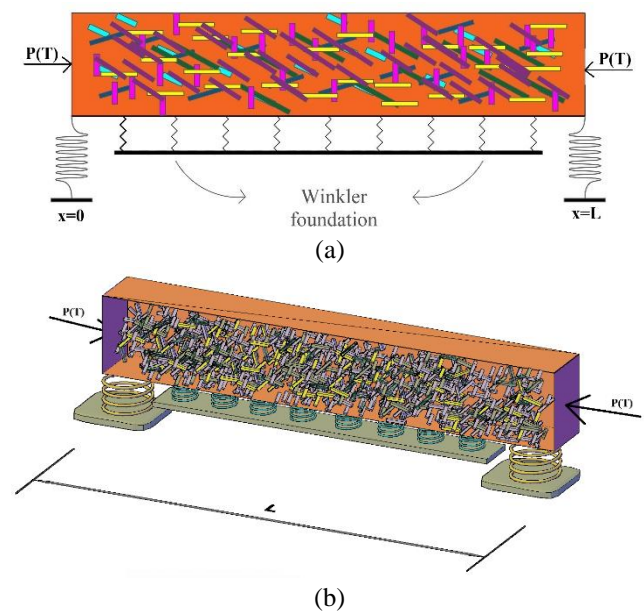 P(T)
P(T)
x=0
Winkler
foundation
x=L
(a)
P(T)
P(T)
L
(b)